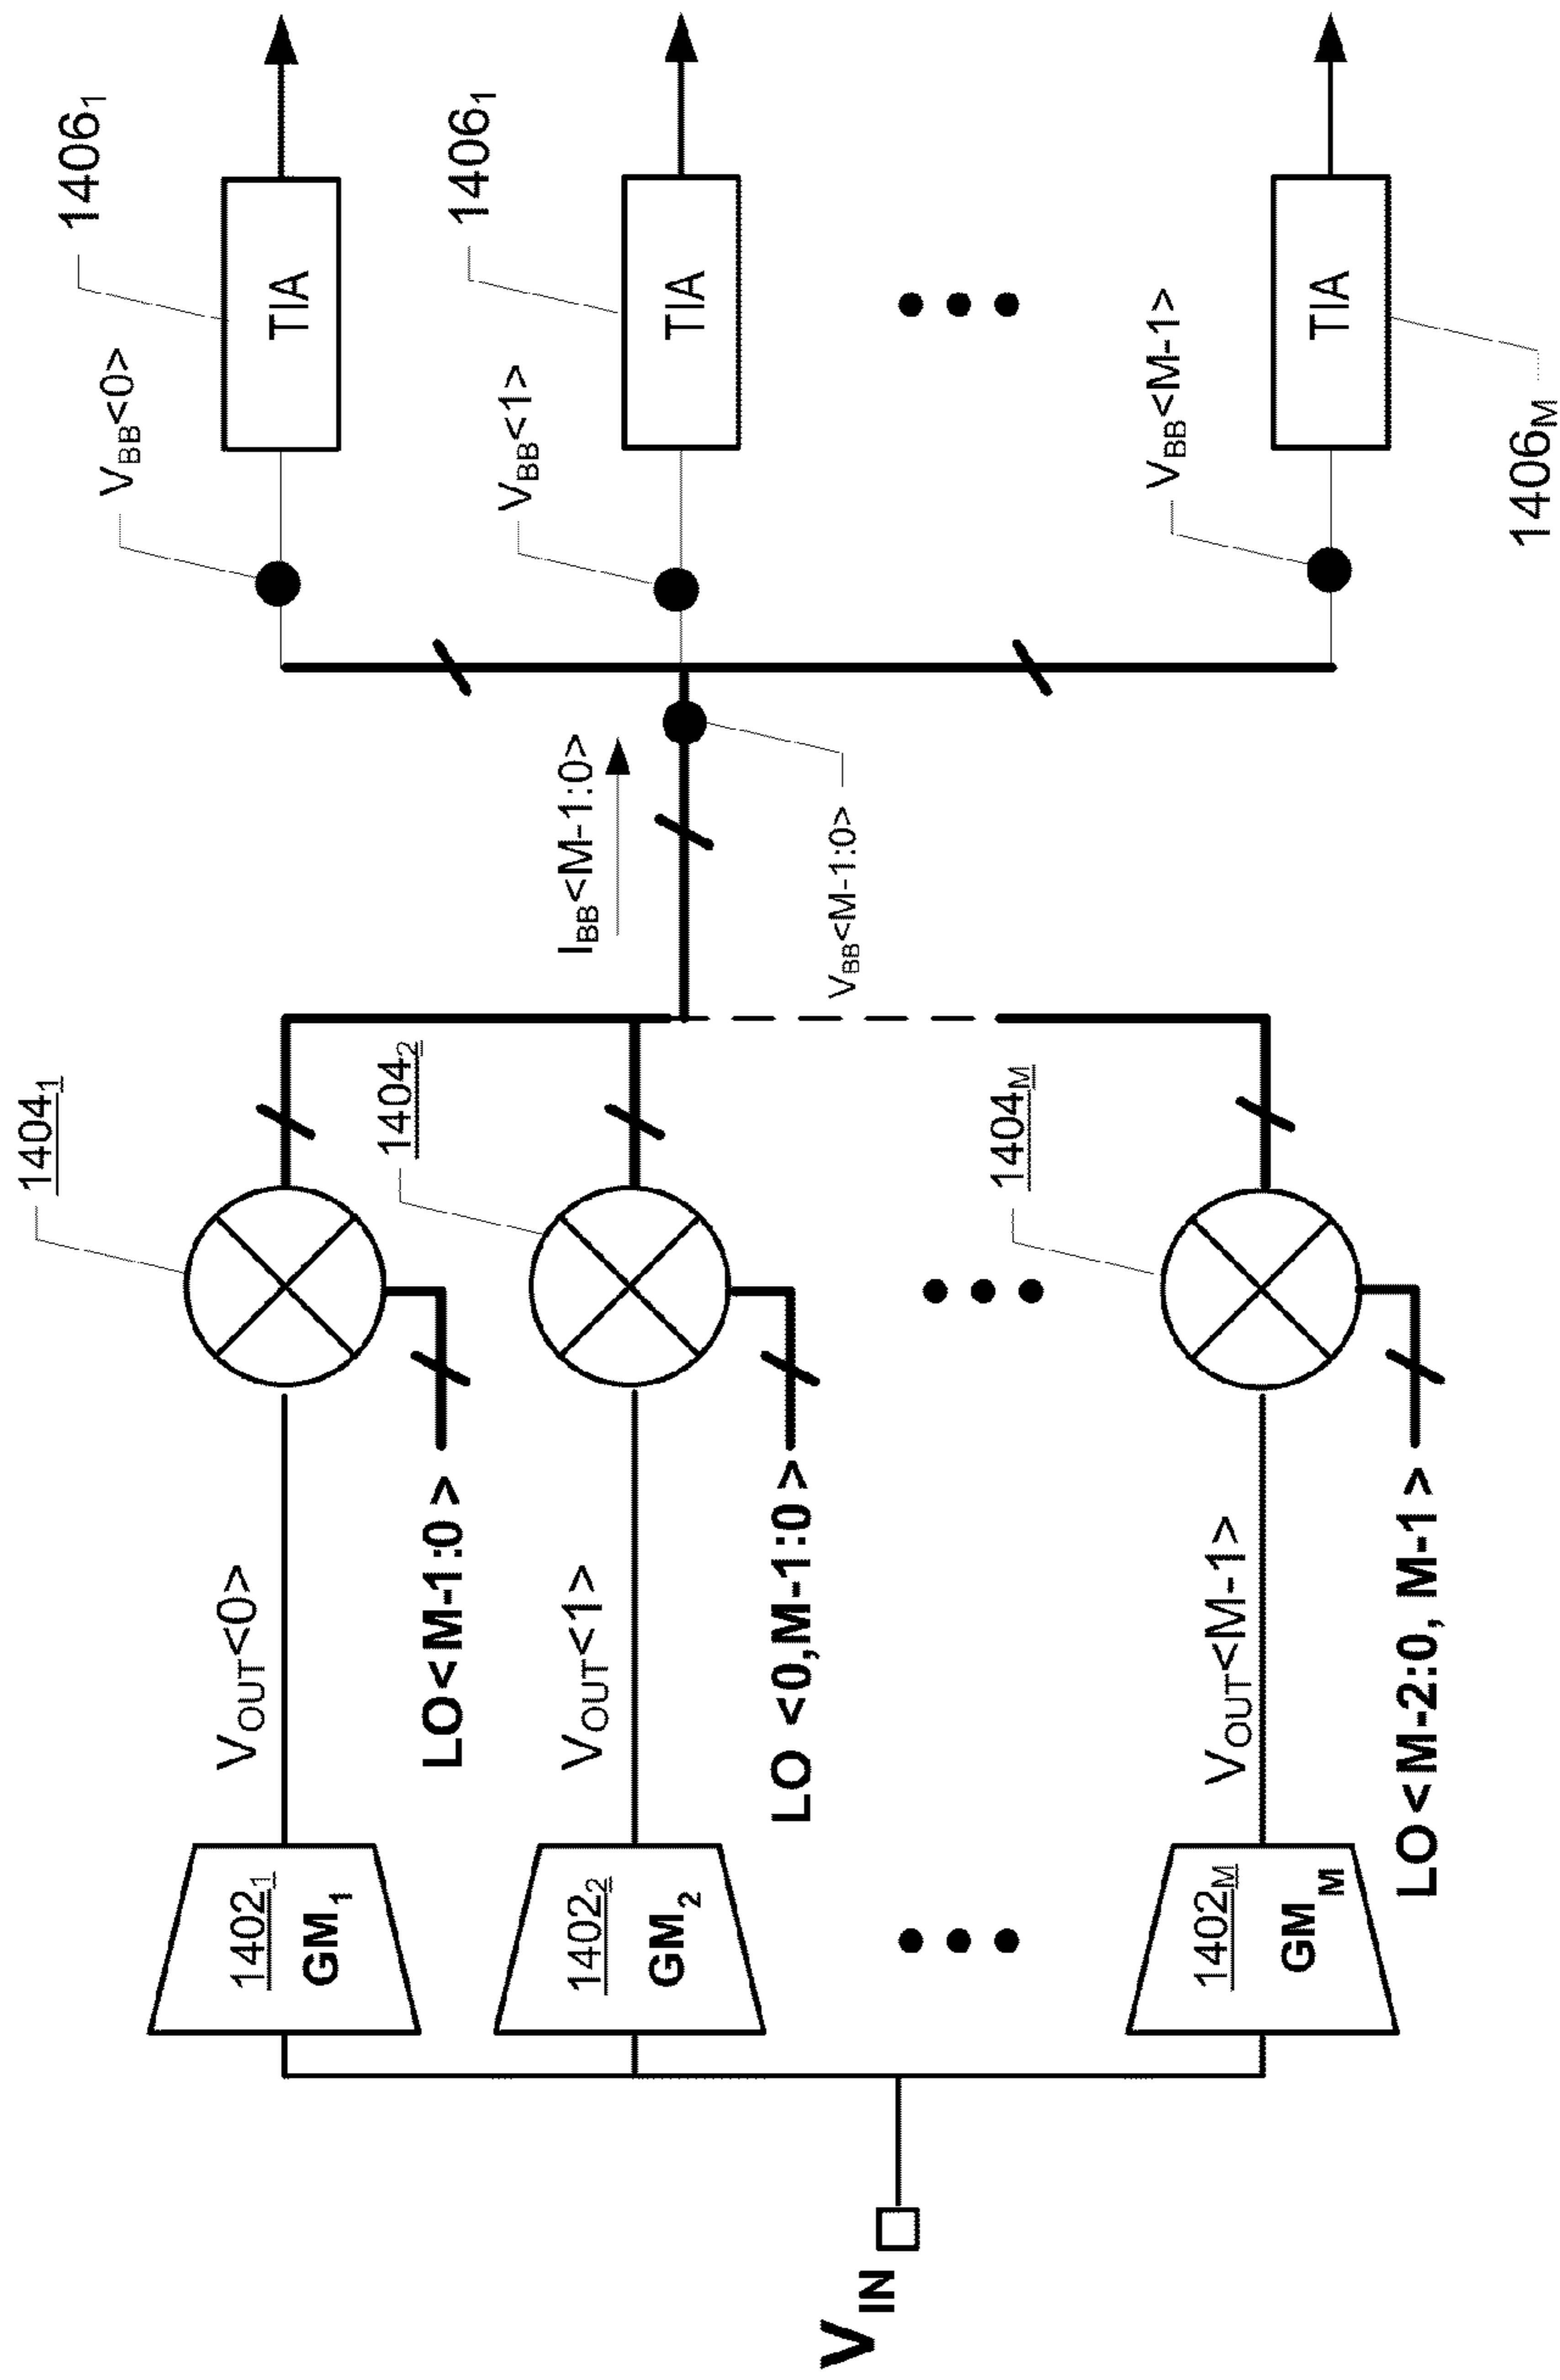 V_IN
1402_1
GM_1
V_OUT<0>
LO<M-1:0>
1404_1
1402_2
GM_2
V_OUT<1>
LO <0,M-1:0>
1404_2
1402_M
GM_M
V_OUT<M-1>
LO<M-2:0, M-1>
1404_M
I_BB<M-1:0>
V_BB<M-1:0>
V_BB<0>
TIA
1406_1
V_BB<1>
TIA
1406_1
V_BB<M-1>
TIA
1406_M